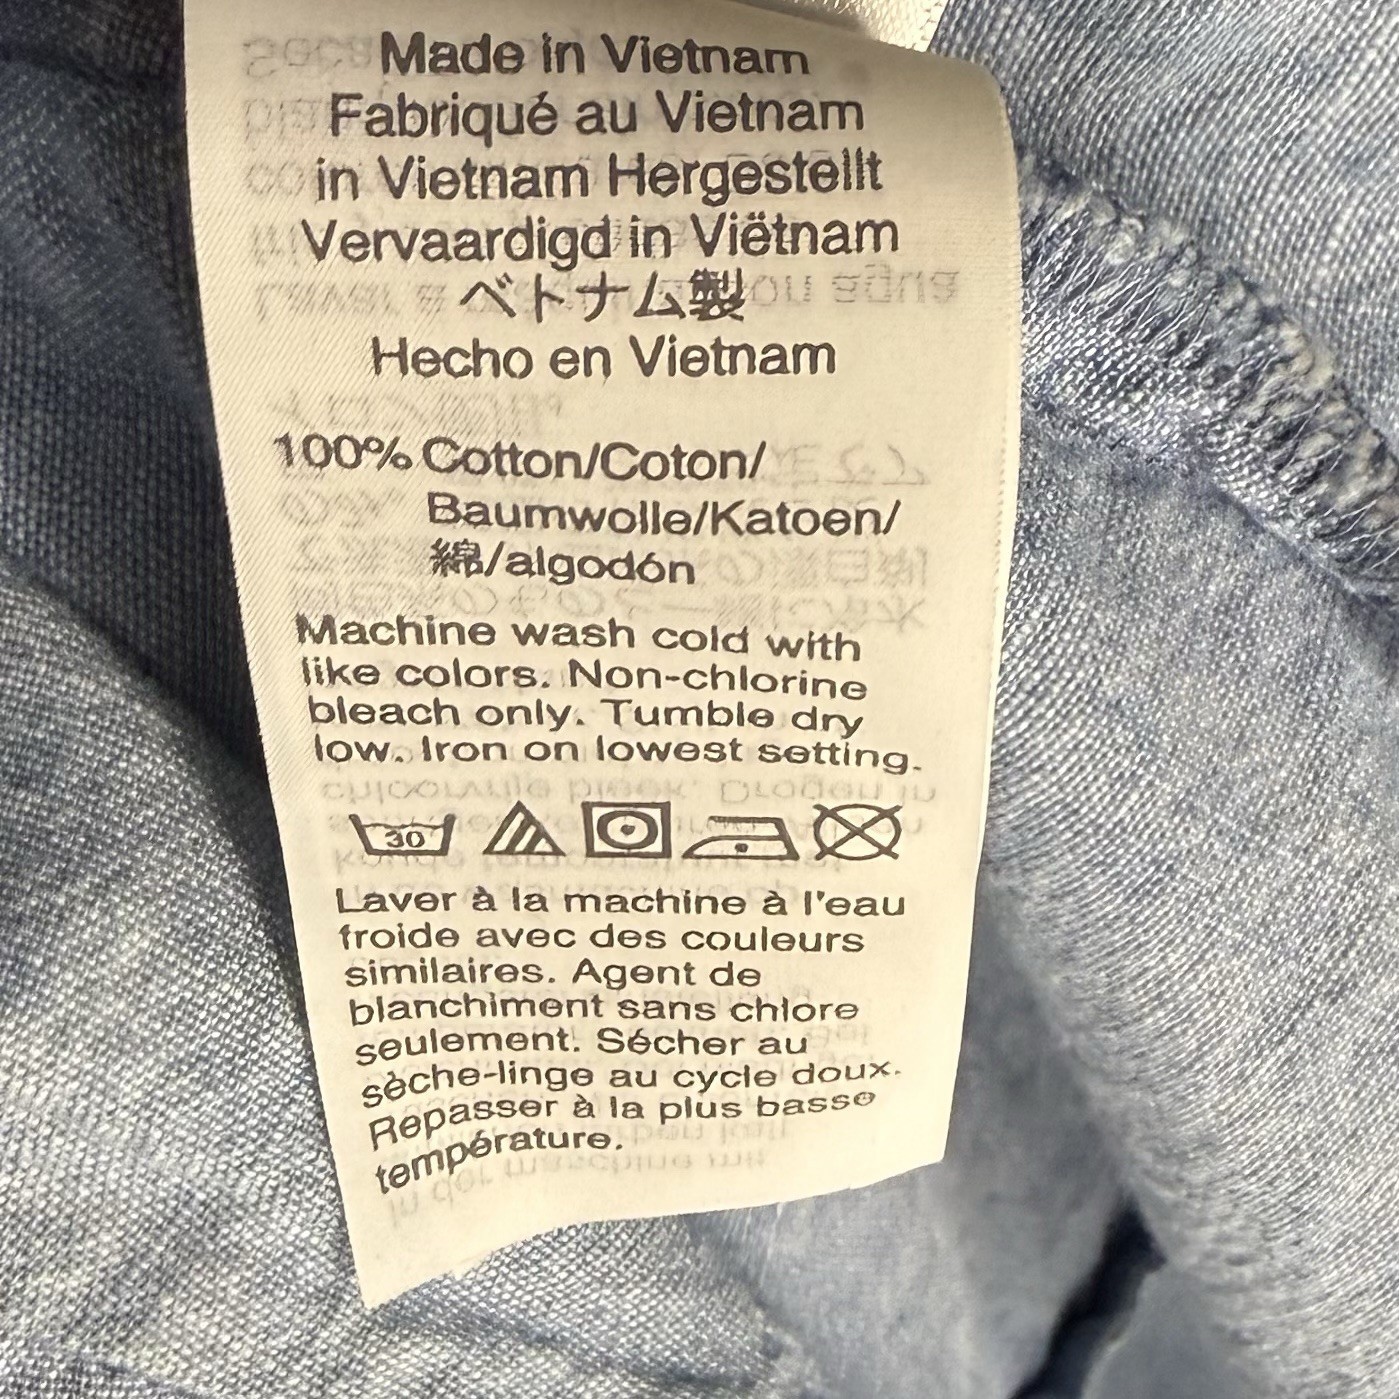 Made in Vietnam
Fabriqué au Vietnam
in Vietnam Hergestellt
Vervaardigd in Viëtnam
ベトナム製
Hecho en Vietnam
100% Cotton/Coton/
Baumwolle/Katoen/
綿/algodón
Machine wash cold with
like colors. Non-chlorine
bleach only. Tumble dry
low. Iron on lowest setting.
30
Laver à la machine à l'eau
froide avec des couleurs
similaires. Agent de
blanchiment sans chlore
seulement. Sécher au
sèche-linge au cycle doux.
Repasser à la plus basse
température.